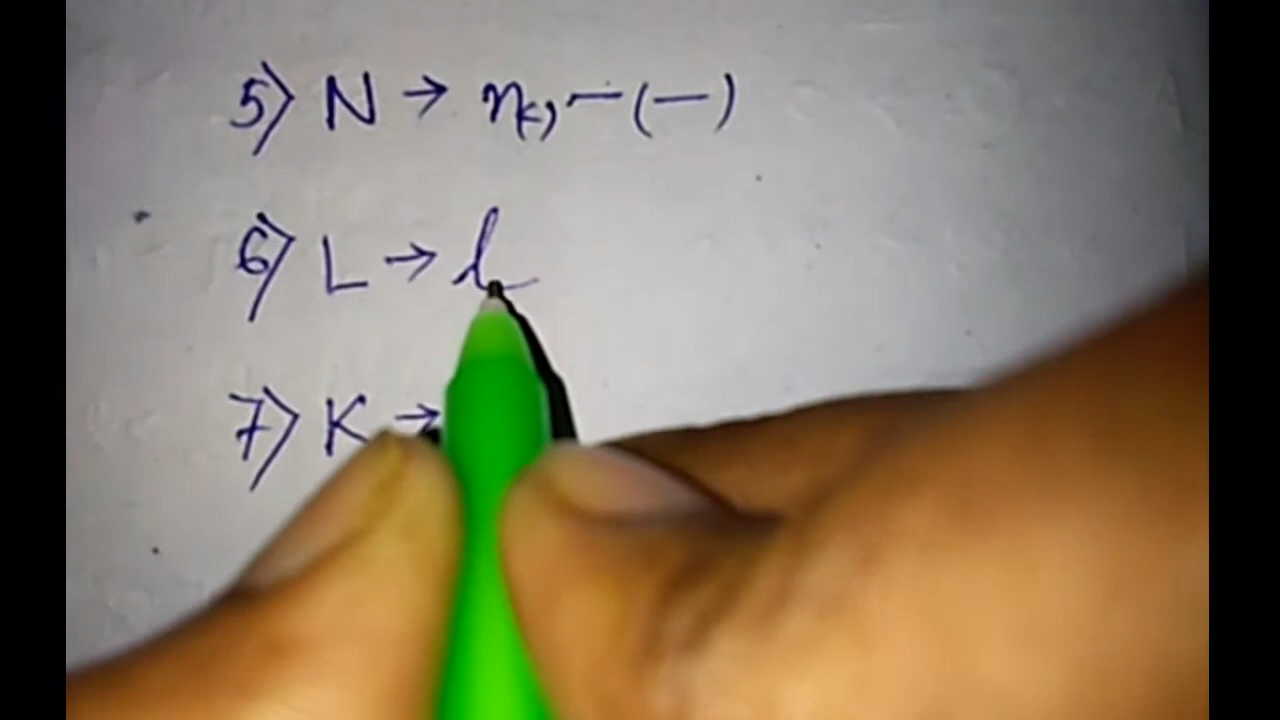 5) N → n(-) — (—)
6) L → l
7) K →